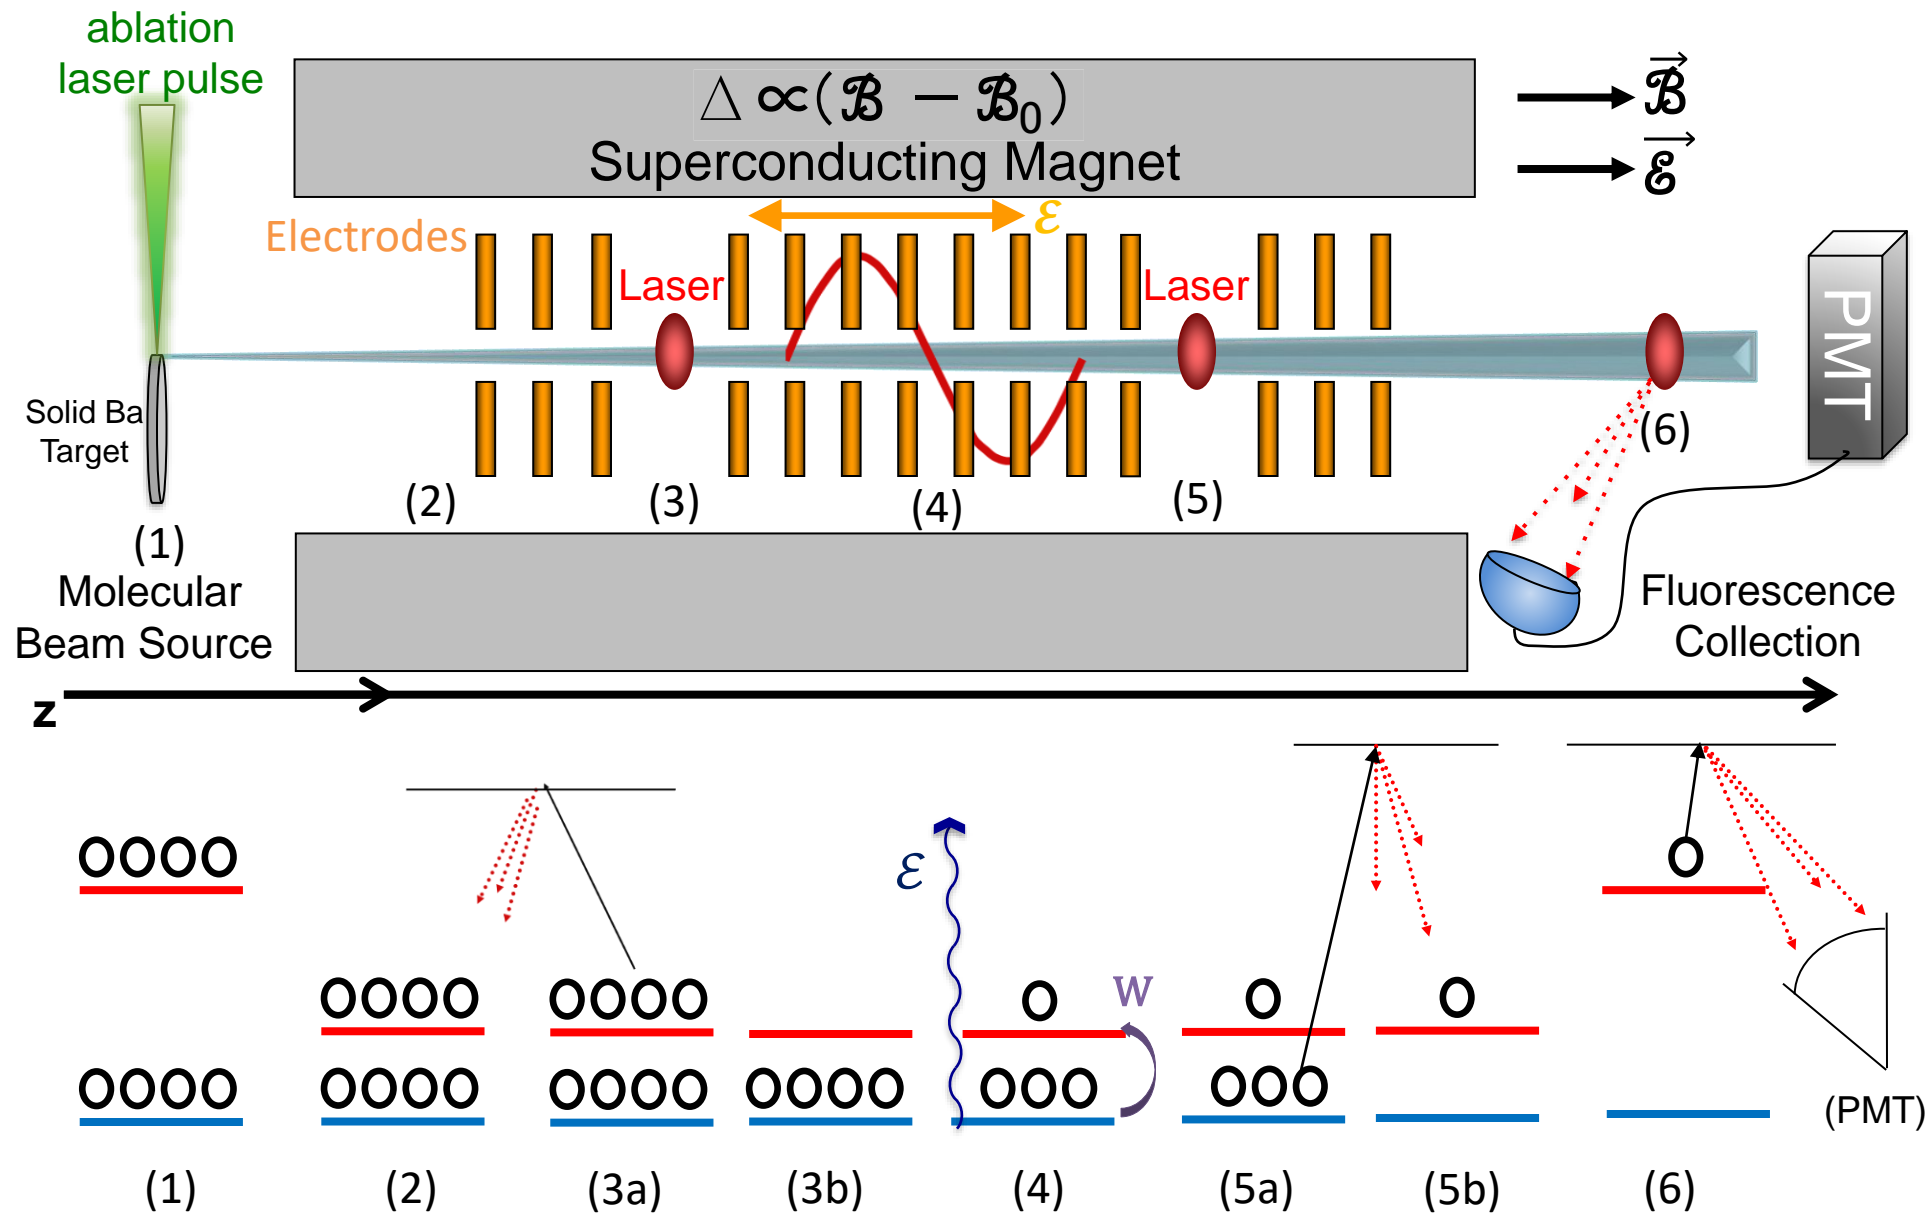 ablation
laser pulse
Δ ∝(ℬ − ℬ₀)
Superconducting Magnet
ℬ⃗
ℰ⃗
Electrodes
ℰ
Laser
Laser
PMT
Solid Ba
Target
(1)
(2)
(3)
(4)
(5)
(6)
Molecular
Beam Source
Fluorescence
Collection
z
ℰ
W
(PMT)
(1)
(2)
(3a)
(3b)
(4)
(5a)
(5b)
(6)